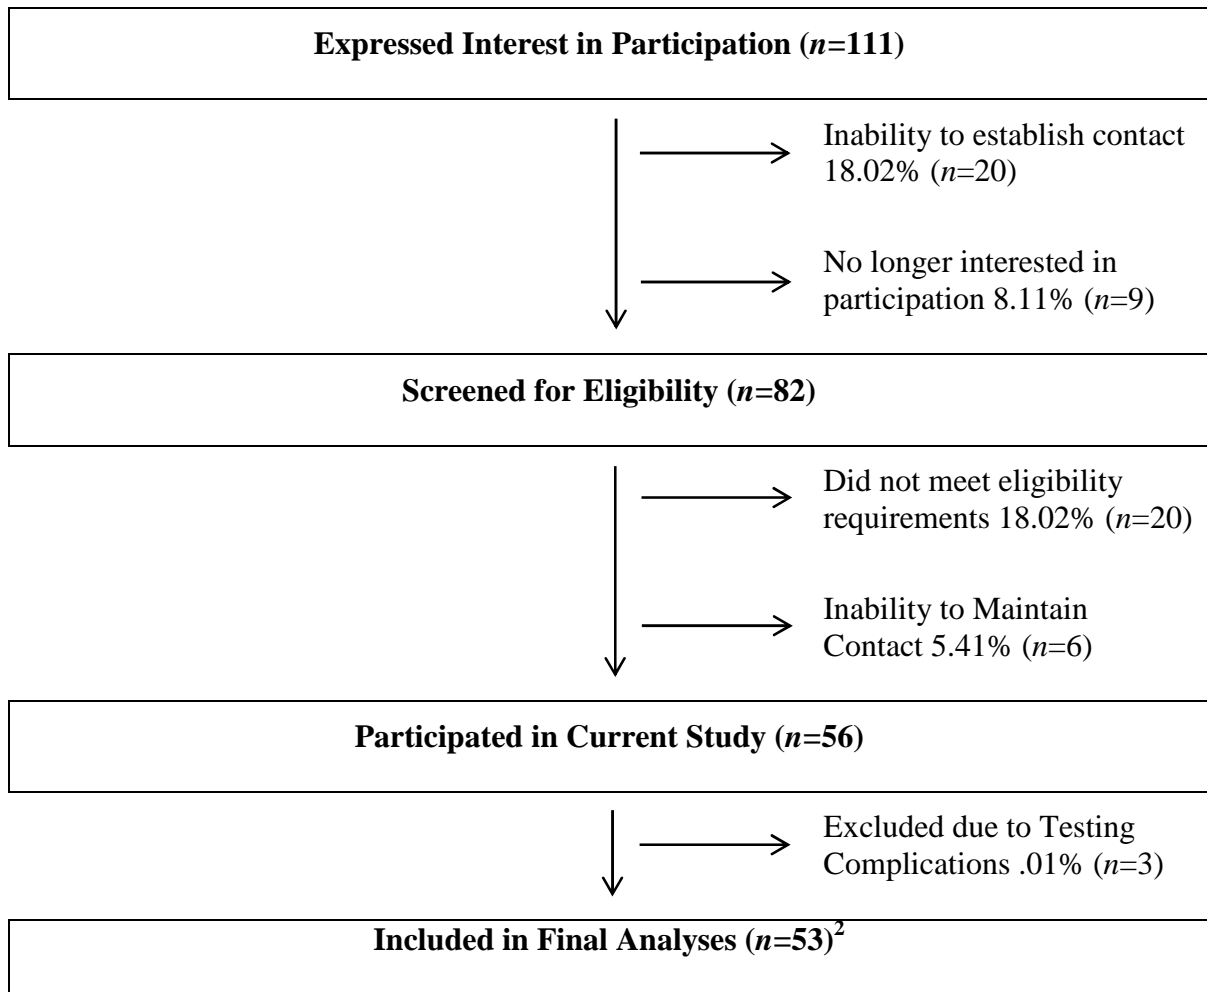 Expressed Interest in Participation (n=111)
Inability to establish contact
18.02% (n=20)
No longer interested in
participation 8.11% (n=9)
Screened for Eligibility (n=82)
Did not meet eligibility
requirements 18.02% (n=20)
Inability to Maintain
Contact 5.41% (n=6)
Participated in Current Study (n=56)
Excluded due to Testing
Complications .01% (n=3)
Included in Final Analyses (n=53)²